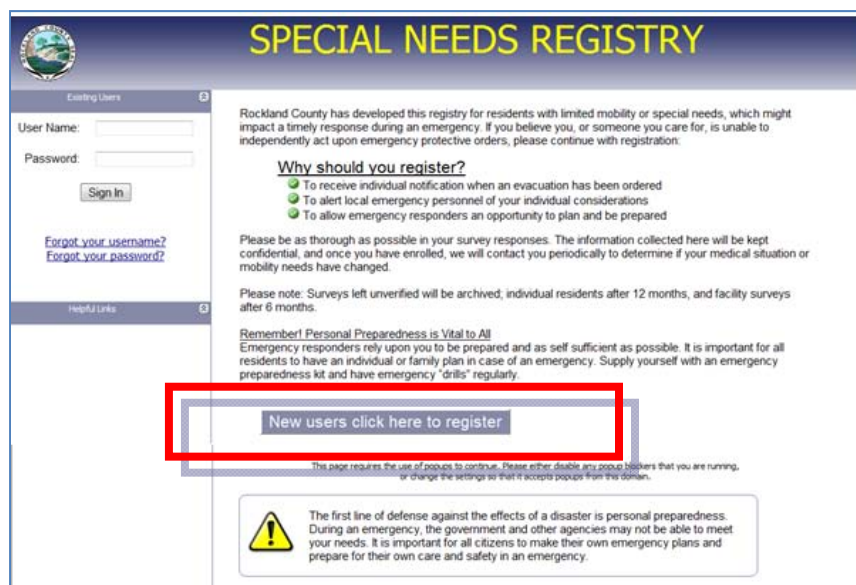 SPECIAL NEEDS REGISTRY
Existing Users
User Name:
Password:
Sign In
Forgot your username?
Forgot your password?
Helpful Links
Rockland County has developed this registry for residents with limited mobility or special needs, which might
impact a timely response during an emergency. If you believe you, or someone you care for, is unable to
independently act upon emergency protective orders, please continue with registration:
Why should you register?
To receive individual notification when an evacuation has been ordered
To alert local emergency personnel of your individual considerations
To allow emergency responders an opportunity to plan and be prepared
Please be as thorough as possible in your survey responses. The information collected here will be kept
confidential, and once you have enrolled, we will contact you periodically to determine if your medical situation or
mobility needs have changed.
Please note: Surveys left unverified will be archived; individual residents after 12 months, and facility surveys
after 6 months.
Remember! Personal Preparedness is Vital to All
Emergency responders rely upon you to be prepared and as self sufficient as possible. It is important for all
residents to have an individual or family plan in case of an emergency. Supply yourself with an emergency
preparedness kit and have emergency "drills" regularly.
New users click here to register
This page requires the use of popups to continue. Please either disable any popup blockers that you are running,
or change the settings so that it accepts popups from this domain.
The first line of defense against the effects of a disaster is personal preparedness.
During an emergency, the government and other agencies may not be able to meet
your needs. It is important for all citizens to make their own emergency plans and
prepare for their own care and safety in an emergency.